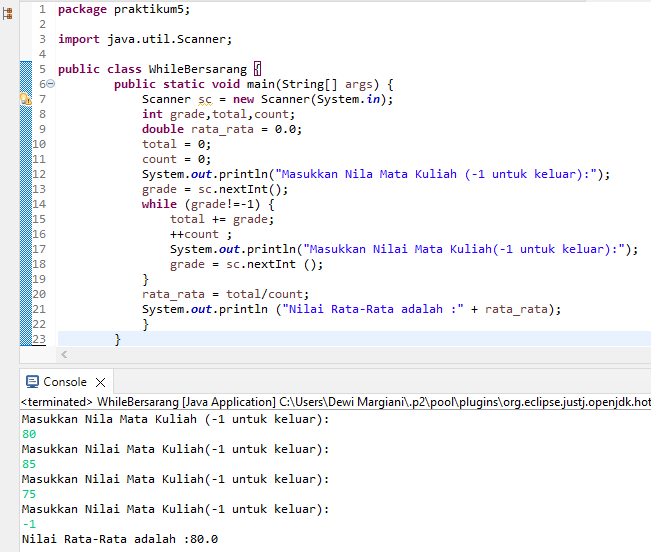 1 package praktikum5;
2
3 import java.util.Scanner;
4
5 public class WhileBersarang {
6 public static void main(String[] args) {
7 Scanner sc = new Scanner(System.in);
8 int grade,total,count;
9 double rata_rata = 0.0;
10 total = 0;
11 count = 0;
12 System.out.println("Masukkan Nila Mata Kuliah (-1 untuk keluar):");
13 grade = sc.nextInt();
14 while (grade!=-1) {
15 total += grade;
16 ++count ;
17 System.out.println("Masukkan Nilai Mata Kuliah(-1 untuk keluar):");
18 grade = sc.nextInt ();
19 }
20 rata_rata = total/count;
21 System.out.println ("Nilai Rata-Rata adalah :" + rata_rata);
22 }
23 }
Console
<terminated> WhileBersarang [Java Application] C:\Users\Dewi Margiani\.p2\pool\plugins\org.eclipse.justj.openjdk.hot
Masukkan Nila Mata Kuliah (-1 untuk keluar):
80
Masukkan Nilai Mata Kuliah(-1 untuk keluar):
85
Masukkan Nilai Mata Kuliah(-1 untuk keluar):
75
Masukkan Nilai Mata Kuliah(-1 untuk keluar):
-1
Nilai Rata-Rata adalah :80.0